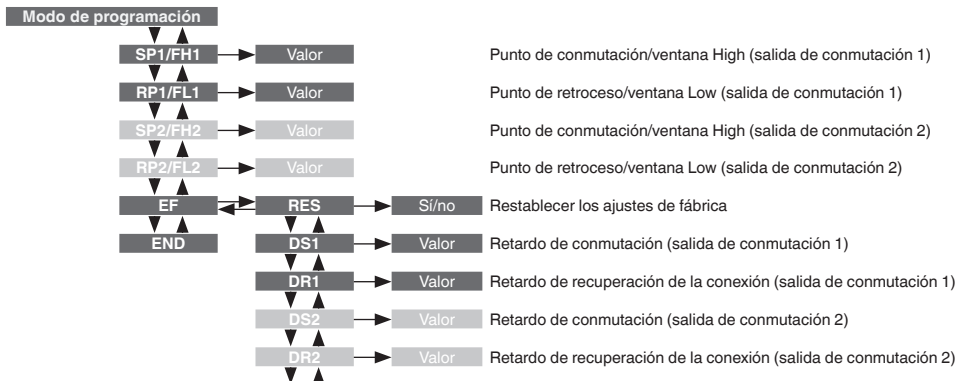 Modo de programación
SP1/FH1 Valor Punto de conmutación/ventana High (salida de conmutación 1)
RP1/FL1 Valor Punto de retroceso/ventana Low (salida de conmutación 1)
SP2/FH2 Valor Punto de conmutación/ventana High (salida de conmutación 2)
RP2/FL2 Valor Punto de retroceso/ventana Low (salida de conmutación 2)
EF RES Sí/no Restablecer los ajustes de fábrica
END DS1 Valor Retardo de conmutación (salida de conmutación 1)
DR1 Valor Retardo de recuperación de la conexión (salida de conmutación 1)
DS2 Valor Retardo de conmutación (salida de conmutación 2)
DR2 Valor Retardo de recuperación de la conexión (salida de conmutación 2)